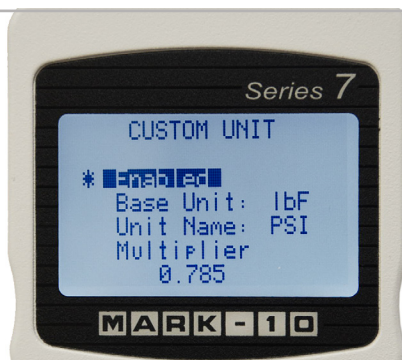 Series 7
CUSTOM UNIT
* Enabled
Base Unit: lbF
Unit Name: PSI
Multiplier
0.785
MARK-10